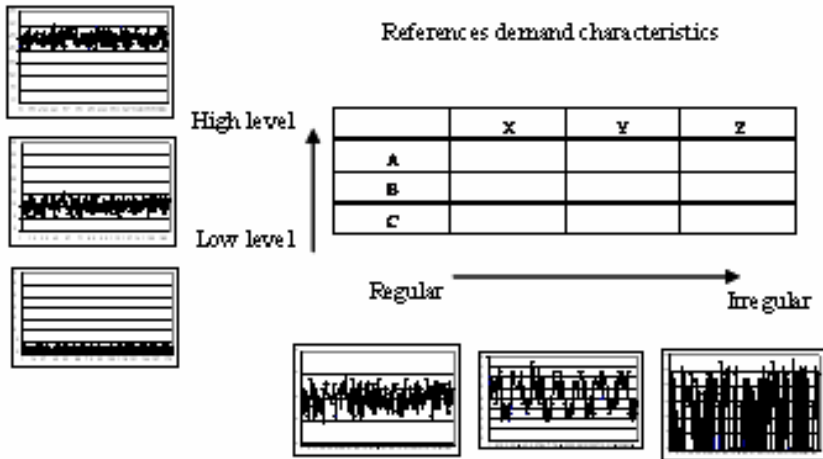 References demand characteristics
High level
X Y Z
A
B
C
Low level
Regular
Irregular